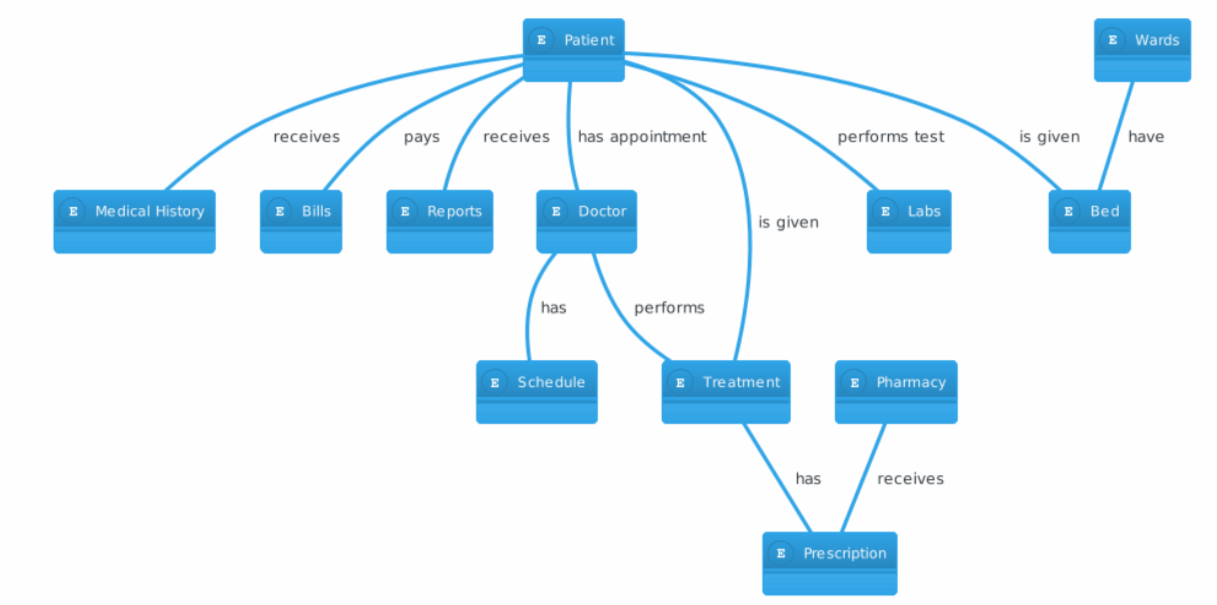 E Patient
E Wards
receives
pays
receives
has appointment
performs test
is given
have
E Medical History
E Bills
E Reports
E Doctor
is given
E Labs
E Bed
has
performs
E Schedule
E Treatment
E Pharmacy
has
receives
E Prescription